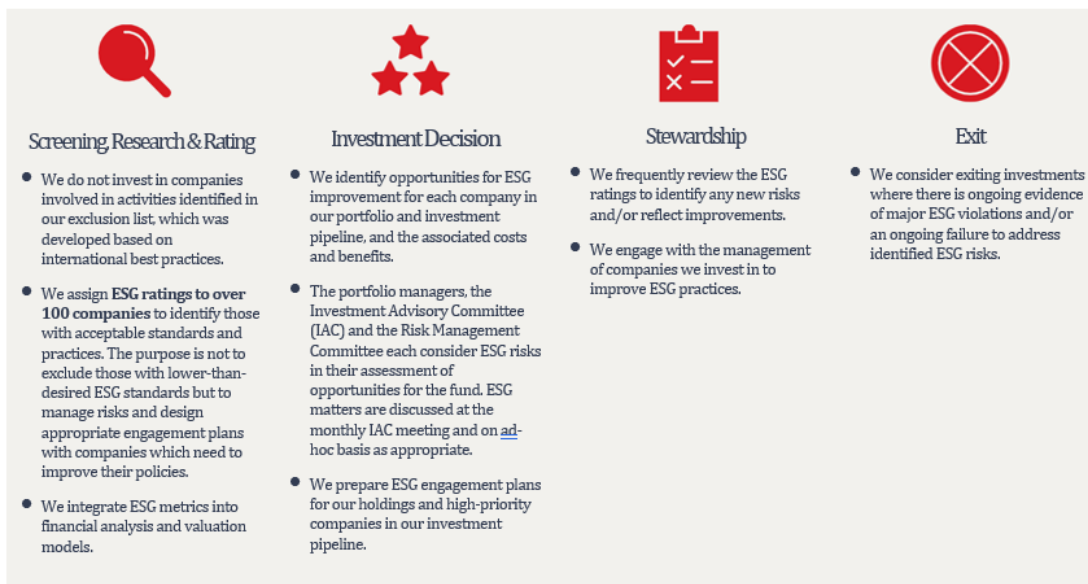 Screening, Research & Rating
● We do not invest in companies
involved in activities identified in
our exclusion list, which was
developed based on
international best practices.
● We assign ESG ratings to over
100 companies to identify those
with acceptable standards and
practices. The purpose is not to
exclude those with lower-than-
desired ESG standards but to
manage risks and design
appropriate engagement plans
with companies which need to
improve their policies.
● We integrate ESG metrics into
financial analysis and valuation
models.
Investment Decision
● We identify opportunities for ESG
improvement for each company in
our portfolio and investment
pipeline, and the associated costs
and benefits.
● The portfolio managers, the
Investment Advisory Committee
(IAC) and the Risk Management
Committee each consider ESG risks
in their assessment of
opportunities for the fund. ESG
matters are discussed at the
monthly IAC meeting and on ad-
hoc basis as appropriate.
● We prepare ESG engagement plans
for our holdings and high-priority
companies in our investment
pipeline.
Stewardship
● We frequently review the ESG
ratings to identify any new risks
and/or reflect improvements.
● We engage with the management
of companies we invest in to
improve ESG practices.
Exit
● We consider exiting investments
where there is ongoing evidence
of major ESG violations and/or
an ongoing failure to address
identified ESG risks.